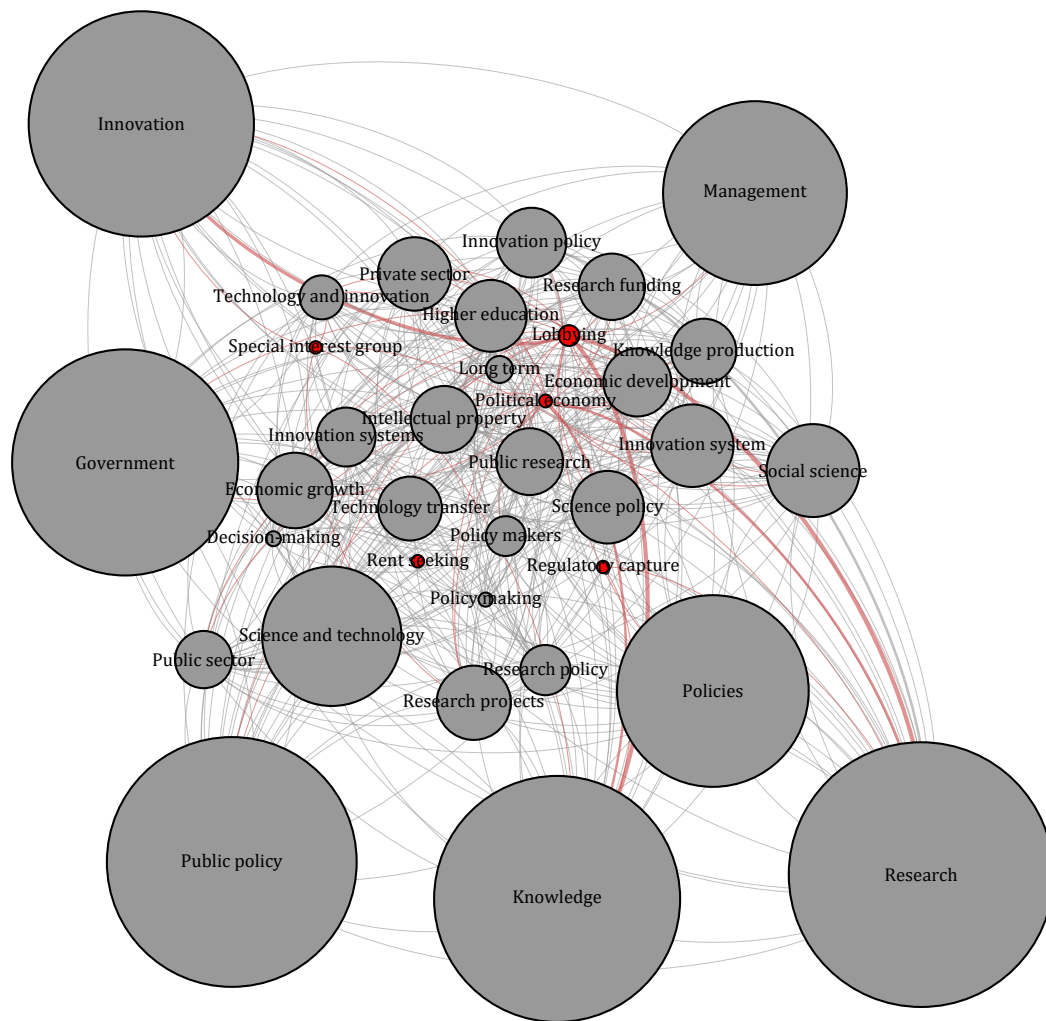 Innovation
Management
Innovation policy
Private sector
Research funding
Technology and innovation
Higher education
Lobbying
Special interest group
Knowledge production
Long term
Economic development
Political economy
Intellectual property
Innovation systems
Innovation system
Government
Public research
Social science
Economic growth
Technology transfer
Science policy
Decision-making
Policy makers
Rent seeking
Regulatory capture
Policy making
Science and technology
Public sector
Research policy
Policies
Research projects
Public policy
Research
Knowledge